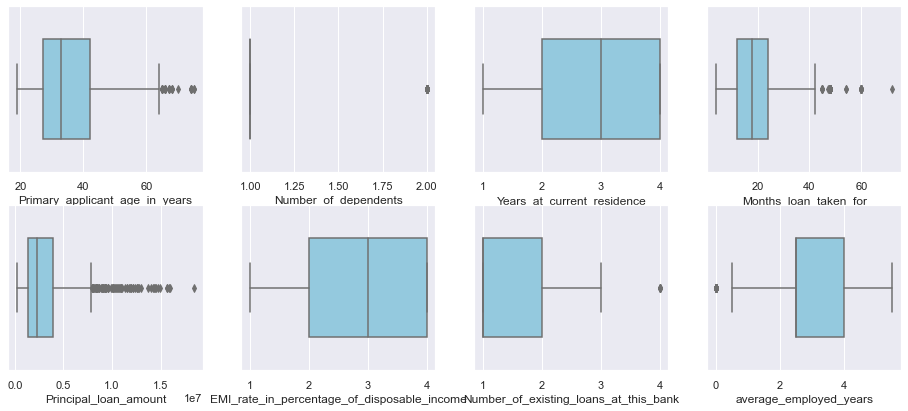 20 40 60
Primary_applicant_age_in_years
1.00 1.25 1.50 1.75 2.00
Number_of_dependents
1 2 3 4
Years_at_current_residence
20 40 60
Months_loan_taken_for
0.0 0.5 1.0 1.5
1e7
Principal_loan_amount
1 2 3 4
EMI_rate_in_percentage_of_disposable_income
1 2 3 4
Number_of_existing_loans_at_this_bank
0 2 4
average_employed_years